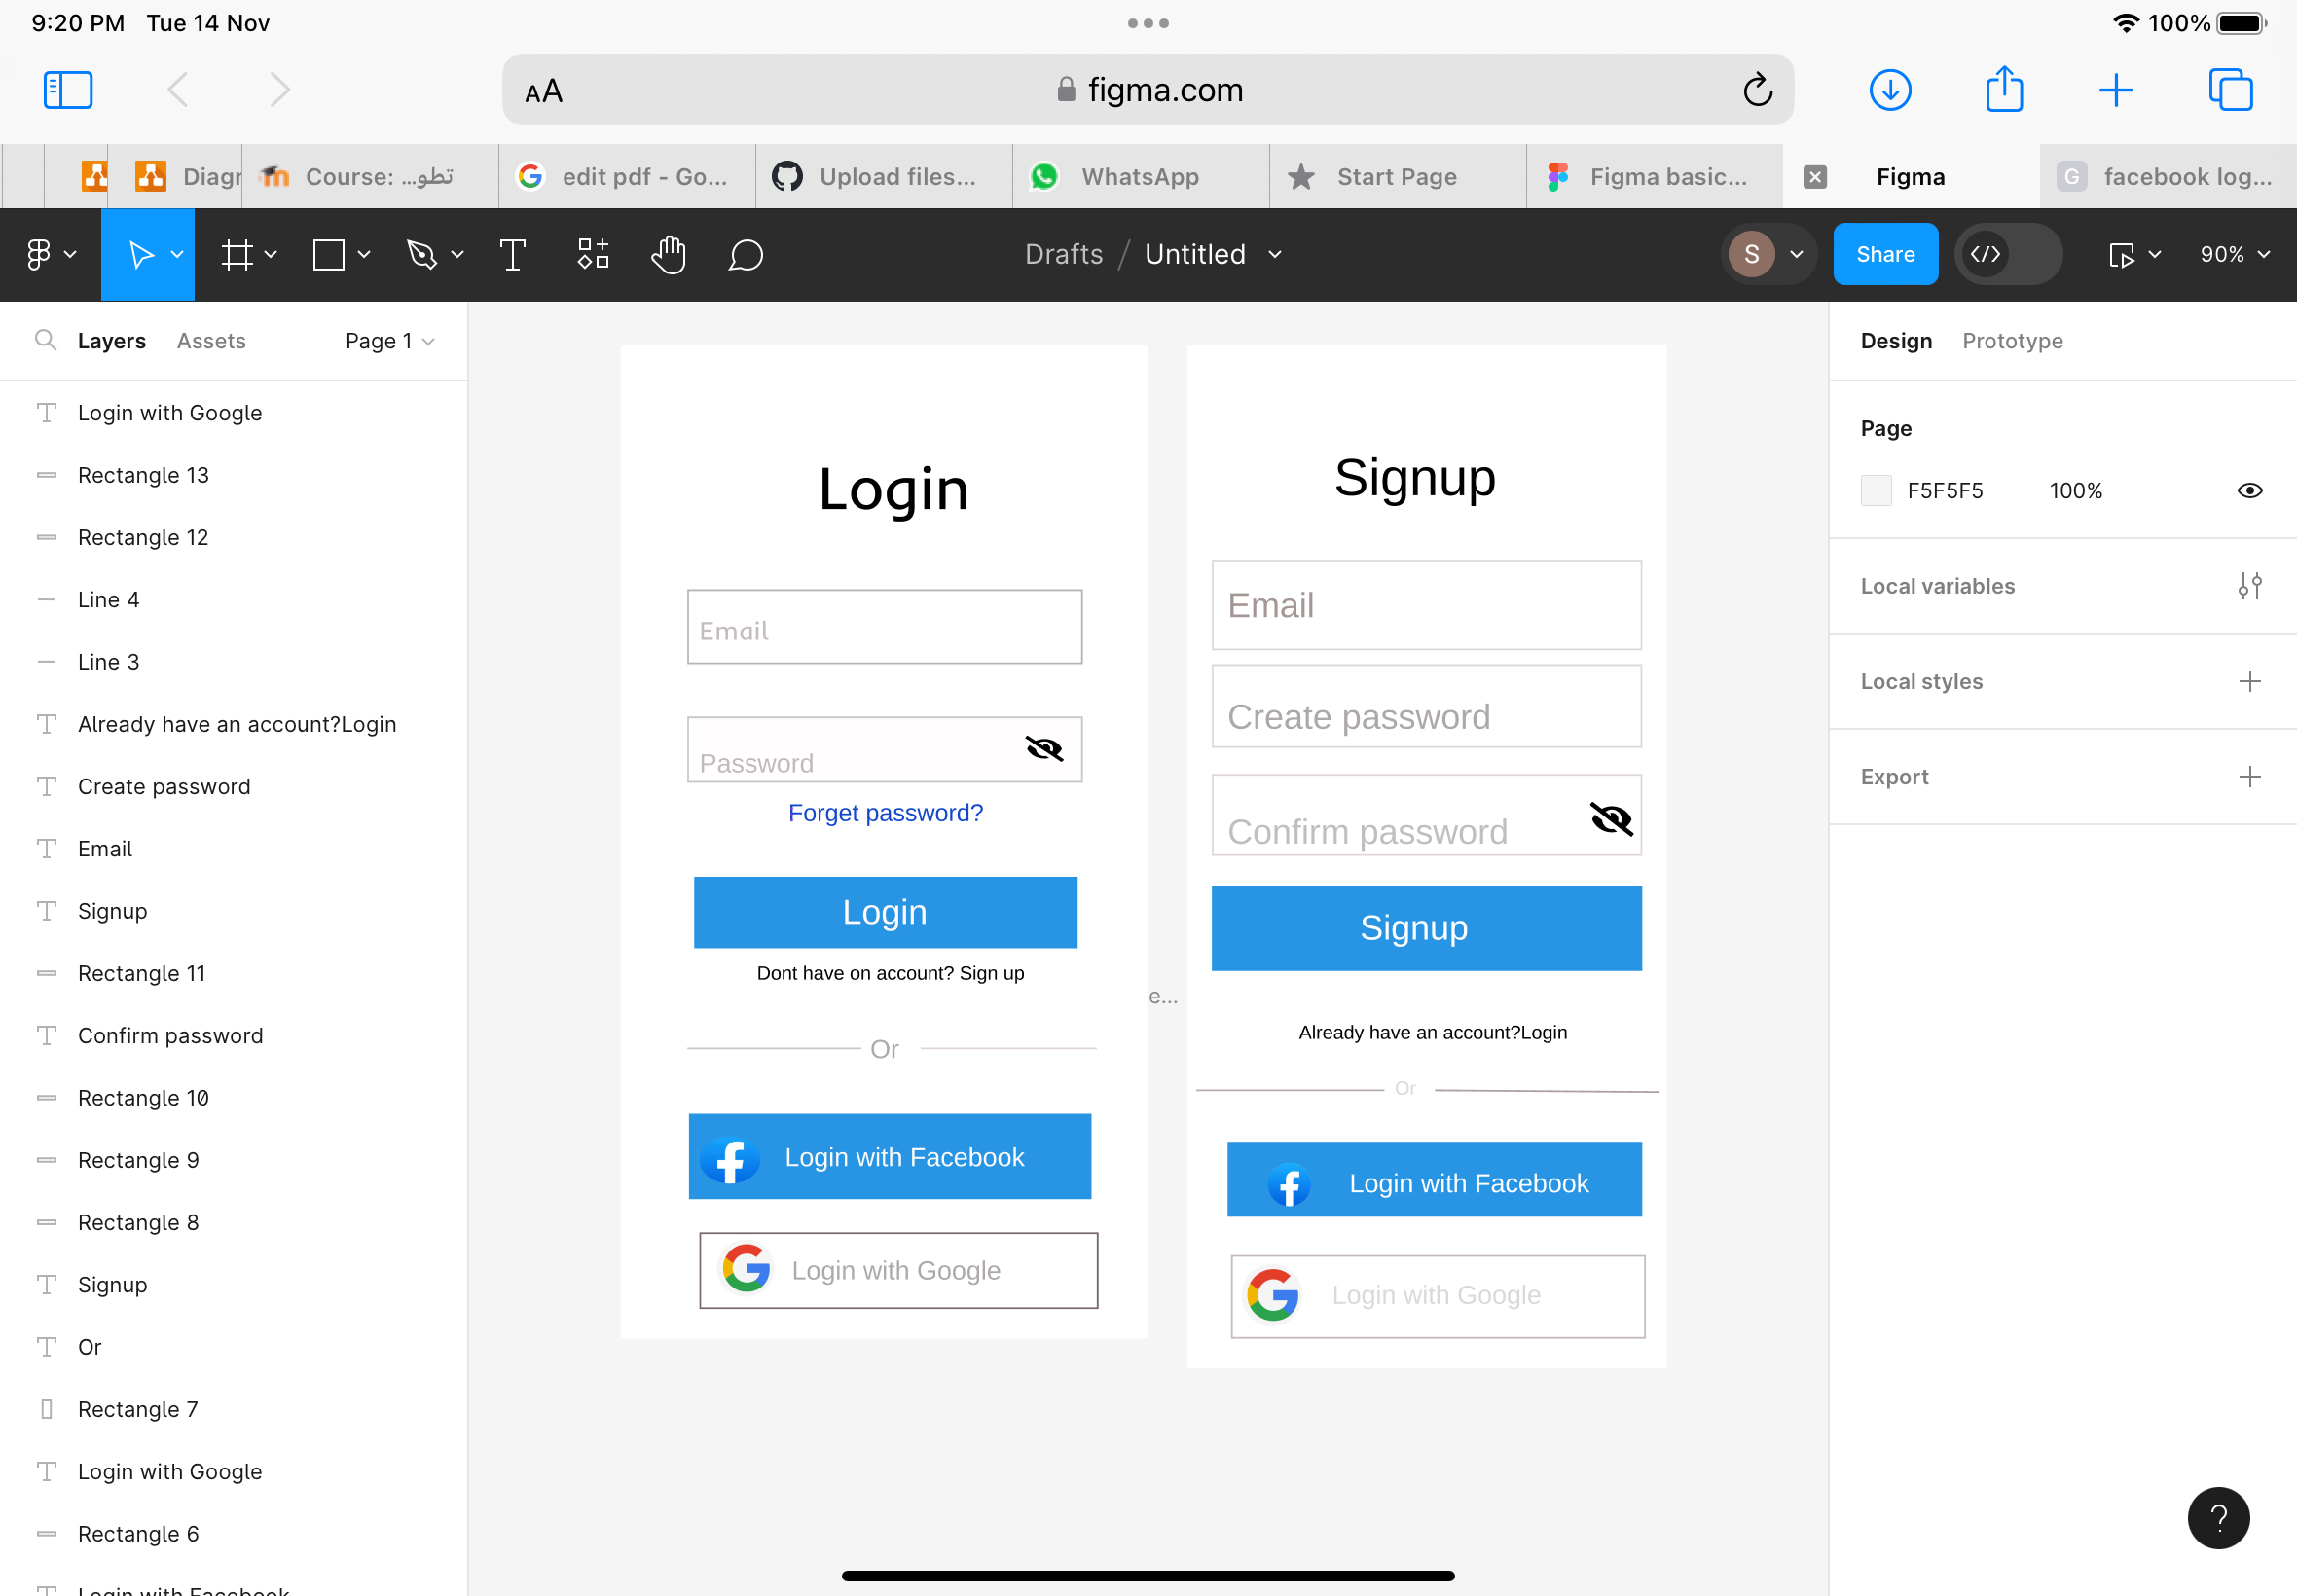 9:20 PM Tue 14 Nov
100%
AA
figma.com
Diagr
Course: ...تطو
edit pdf - Go...
Upload files...
WhatsApp
Start Page
Figma basic...
Figma
G
facebook log...
Drafts / Untitled
S
Share
90%
Layers
Assets
Page 1
Login with Google
Rectangle 13
Rectangle 12
Line 4
Line 3
Already have an account?Login
Create password
Email
Signup
Rectangle 11
Confirm password
Rectangle 10
Rectangle 9
Rectangle 8
Signup
Or
Rectangle 7
Login with Google
Rectangle 6
Login with Facebook
Login
Email
Password
Forget password?
Login
Dont have on account? Sign up
Or
Login with Facebook
Login with Google
e...
Signup
Email
Create password
Confirm password
Signup
Already have an account?Login
Or
Login with Facebook
Login with Google
Design
Prototype
Page
F5F5F5
100%
Local variables
Local styles
Export
?